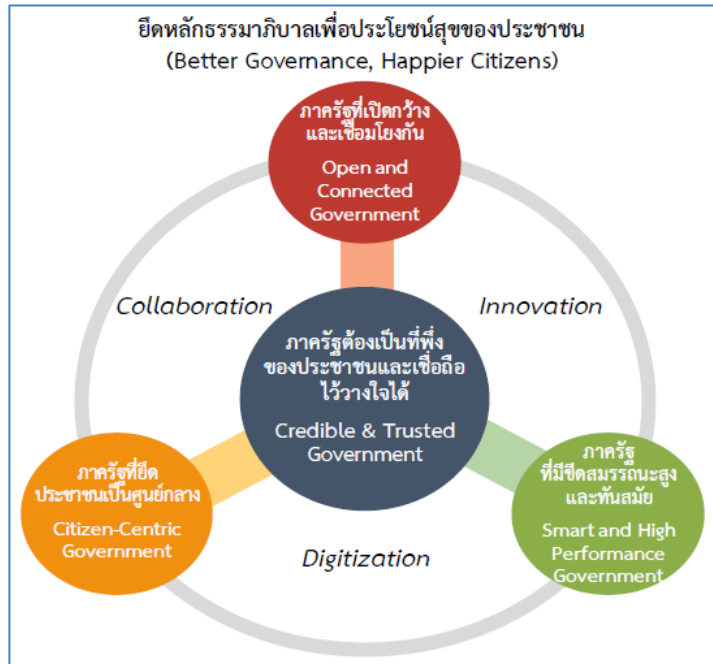 ยึดหลักธรรมาภิบาลเพื่อประโยชน์สุขของประชาชน
(Better Governance, Happier Citizens)
ภาครัฐที่เปิดกว้าง
และเชื่อมโยงกัน
Open and
Connected
Government
Collaboration
Innovation
ภาครัฐต้องเป็นที่พึ่ง
ของประชาชนและเชื่อถือ
ไว้วางใจได้
Credible & Trusted
Government
ภาครัฐที่ยึด
ประชาชนเป็นศูนย์กลาง
Citizen-Centric
Government
ภาครัฐ
ที่มีขีดสมรรถนะสูง
และทันสมัย
Smart and High
Performance
Government
Digitization